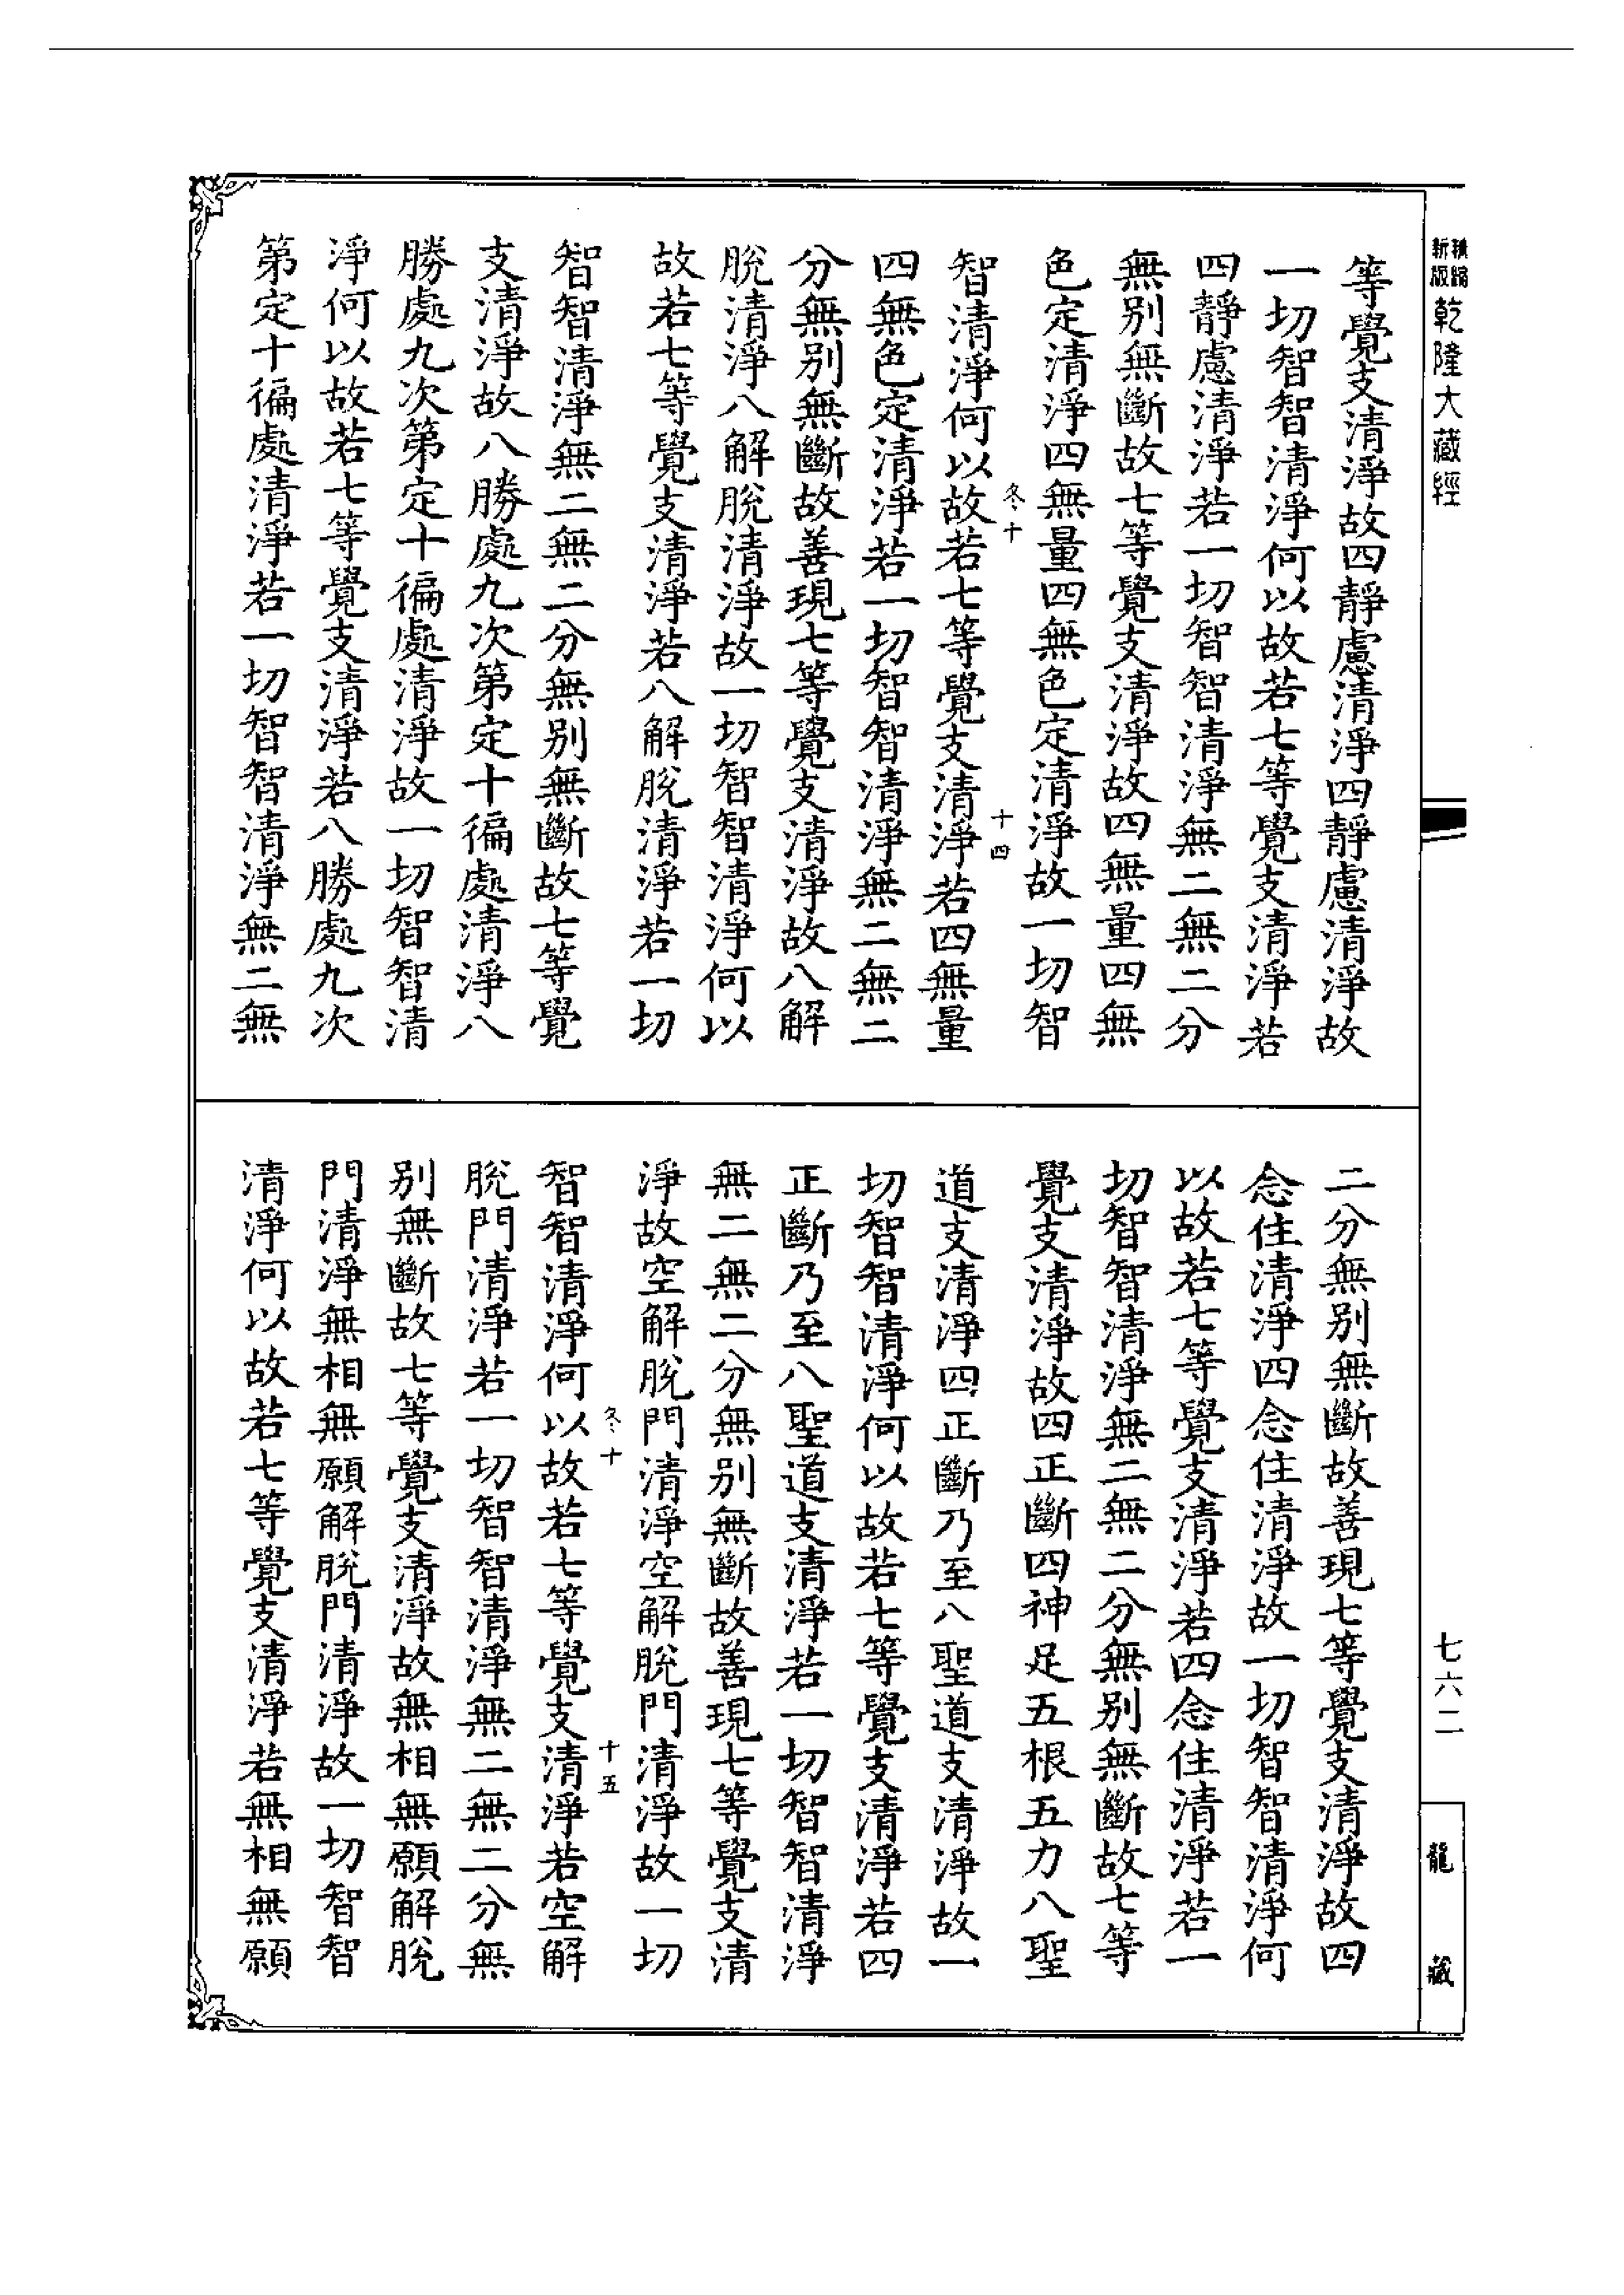 新版
乾隆大藏經
等覺支清淨故四靜慮清淨四靜慮清淨故
一切智智清淨何以故若七等覺支清淨若
四靜慮清淨若一切智智清淨無二無二分
無別無斷故七等覺支清淨故四無量四無
色定清淨四無量四無色定清淨故一切智
冬十
十四
智清淨何以故若七等覺支清淨若四無量
四無色定清淨若一切智智清淨無二無二
分無別無斷故善現七等覺支清淨故八解
脫清淨八解脫清淨故一切智智清淨何以
故若七等覺支清淨若八解脫清淨若一切
智智清淨無二無二分無別無斷故七等覺
支清淨故八勝處九次第定十徧處清淨八
勝處九次第定十徧處清淨故一切智智清
淨何以故若七等覺支清淨若八勝處九次
第定十徧處清淨若一切智智清淨無二無
二分無別無斷故善現七等覺支清淨故四
念住清淨四念住清淨故一切智智清淨何
以故若七等覺支清淨若四念住清淨若一
切智智清淨無二無二分無別無斷故七等
覺支清淨故四正斷四神足五根五力八聖
道支清淨四正斷乃至八聖道支清淨故一
切智智清淨何以故若七等覺支清淨若四
正斷乃至八聖道支清淨若一切智智清淨
無二無二分無別無斷故善現七等覺支清
淨故空解脫門清淨空解脫門清淨故一切
冬十
十五
智智清淨何以故若七等覺支清淨若空解
脫門清淨若一切智智清淨無二無二分無
別無斷故七等覺支清淨故無相無願解脫
門清淨無相無願解脫門清淨故一切智智
清淨何以故若七等覺支清淨若無相無願
七六二
龍藏